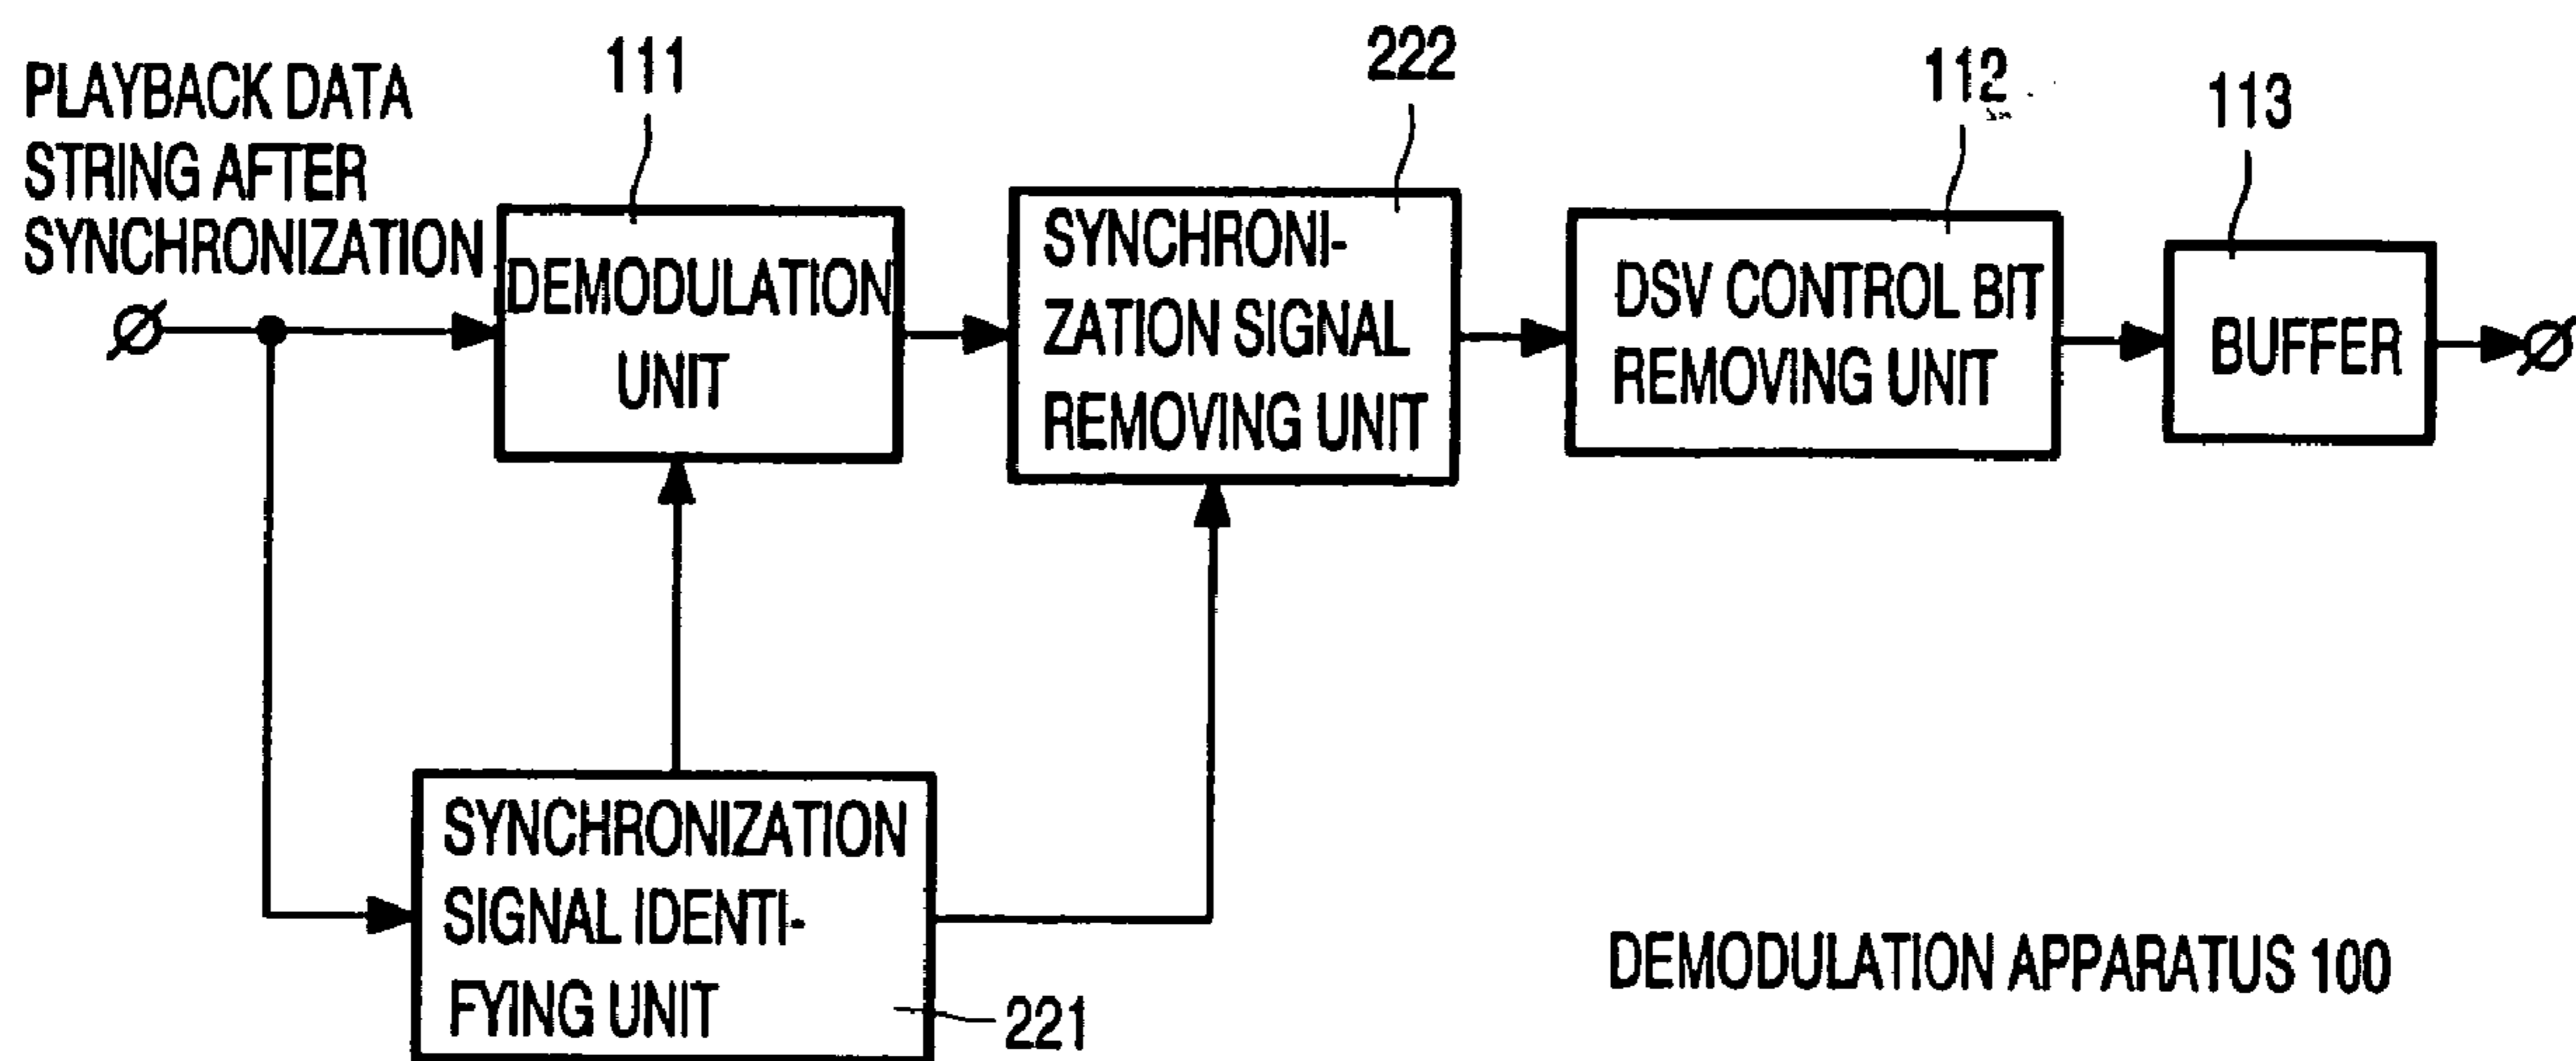 PLAYBACK DATA
STRING AFTER
SYNCHRONIZATION
111
222
112
113
DEMODULATION
UNIT
SYNCHRONI-
ZATION SIGNAL
REMOVING UNIT
DSV CONTROL BIT
REMOVING UNIT
BUFFER
SYNCHRONIZATION
SIGNAL IDENTI-
FYING UNIT
221
DEMODULATION APPARATUS 100